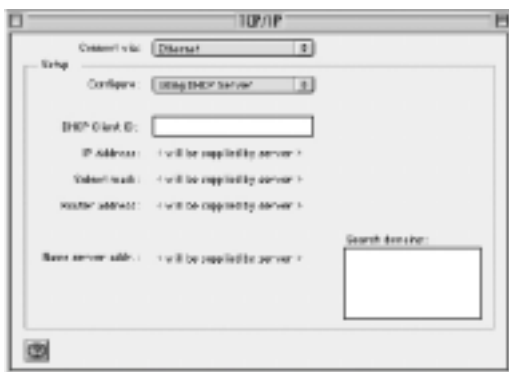 TCP/IP
Connect via: Ethernet
Setup
Configure: Using DHCP Server
DHCP Client ID:
IP Address: < will be supplied by server >
Subnet mask: < will be supplied by server >
Router address: < will be supplied by server >
Search domains:
Name server addr.: < will be supplied by server >